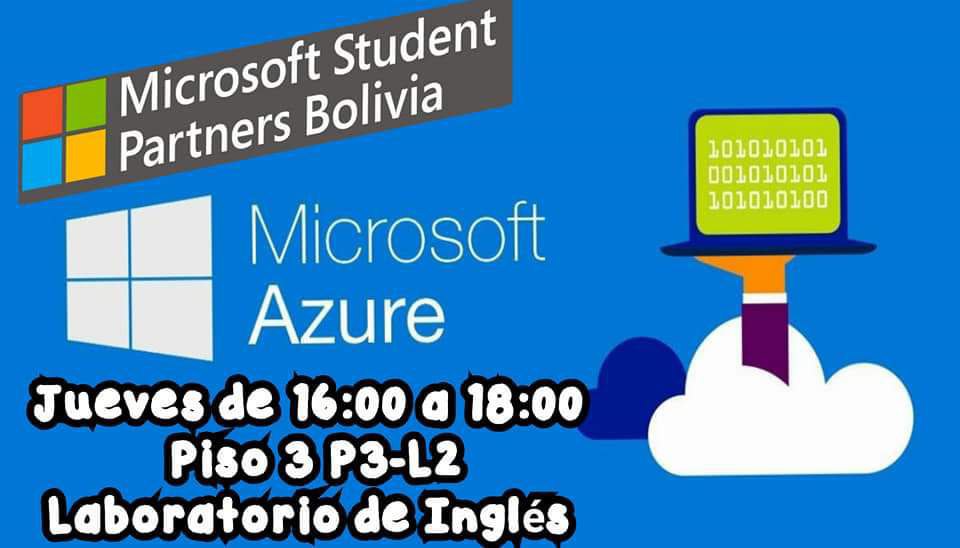 Microsoft Student
Partners Bolivia
Microsoft
Azure
101010101
001010101
101010100
Jueves de 16:00 a 18:00
Piso 3 P3-L2
Laboratorio de Inglés